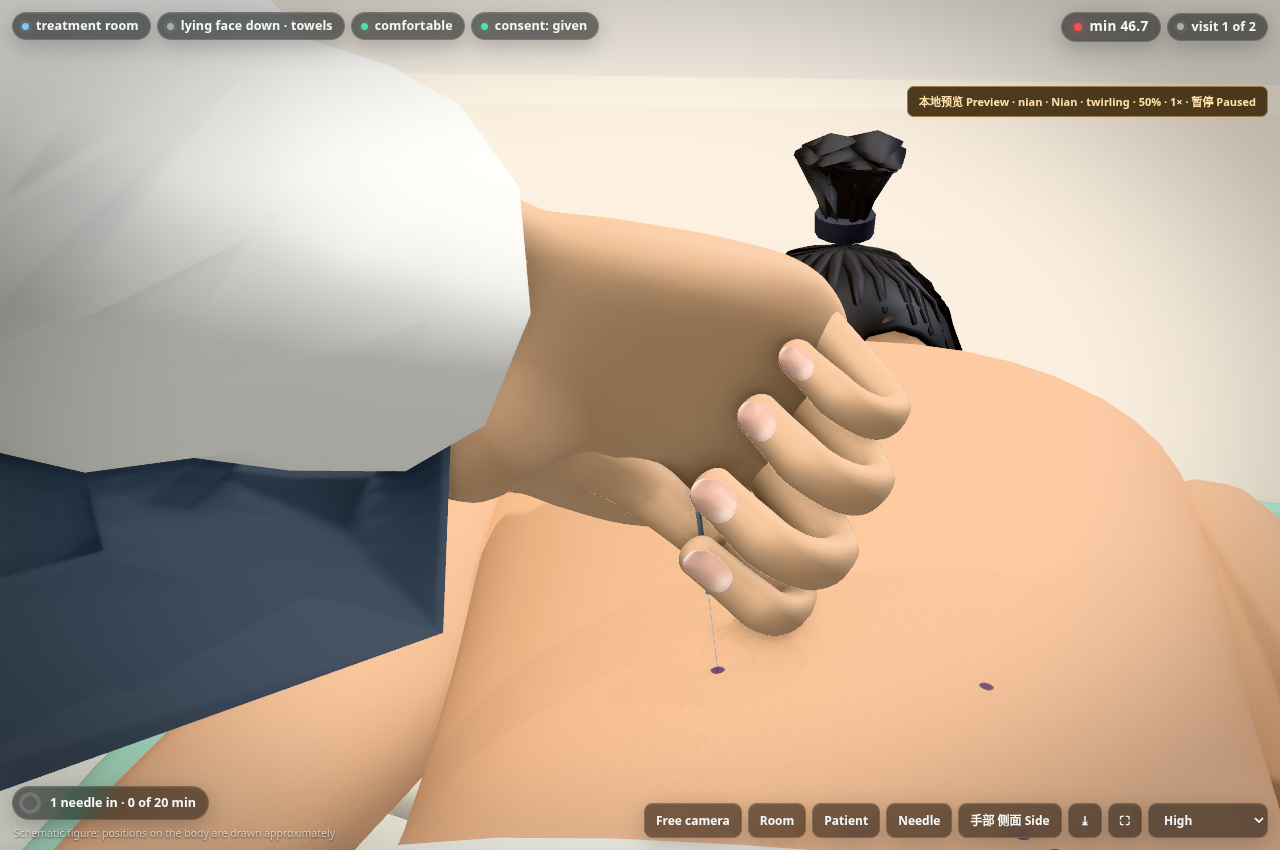 treatment room
lying face down · towels
comfortable
consent: given
min 46.7
visit 1 of 2
本地预览 Preview · nian · Nian · twirling · 50% · 1× · 暂停 Paused
1 needle in · 0 of 20 min
Schematic figure: positions on the body are drawn approximately
Free camera
Room
Patient
Needle
手部 侧面 Side
High